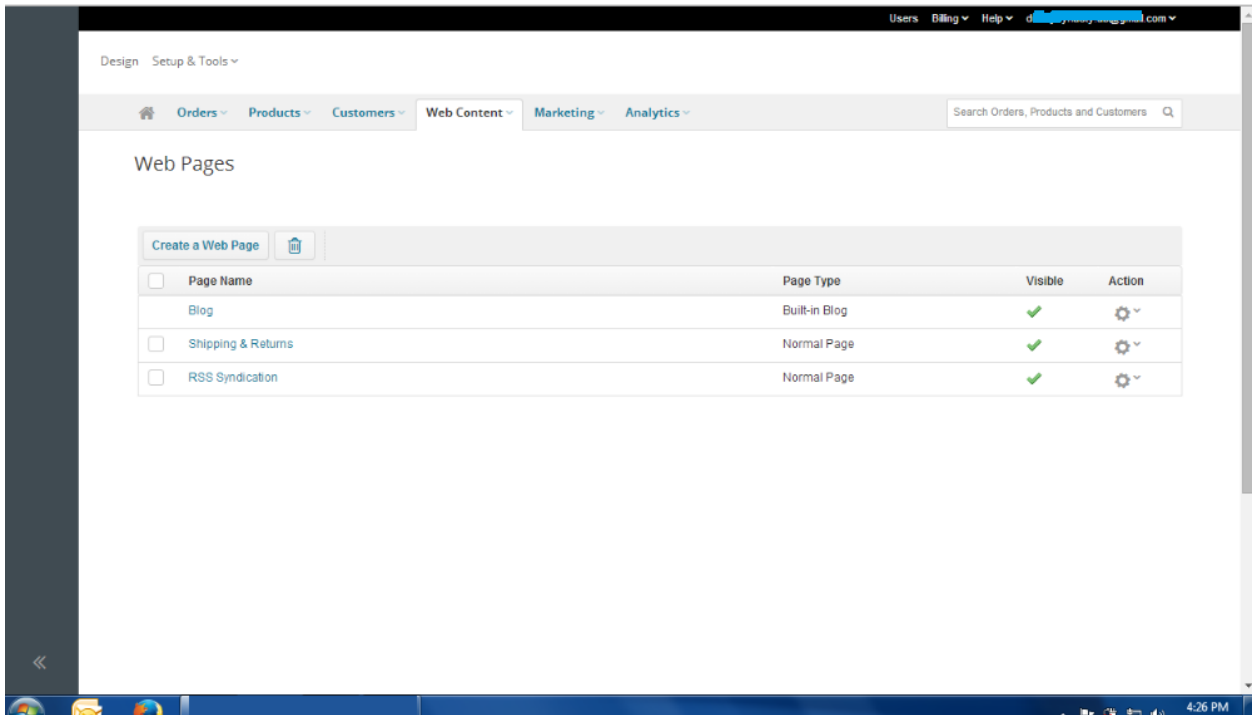 Users Billing Help
Design Setup & Tools
Orders Products Customers Web Content Marketing Analytics Search Orders, Products and Customers
Web Pages
Create a Web Page
Page Name Page Type Visible Action
Blog Built-in Blog
Shipping & Returns Normal Page
RSS Syndication Normal Page
4:26 PM